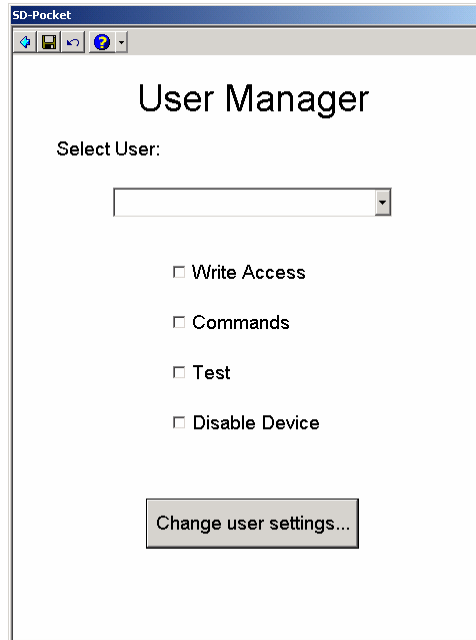 SD-Pocket
?
User Manager
Select User:
Write Access
Commands
Test
Disable Device
Change user settings...